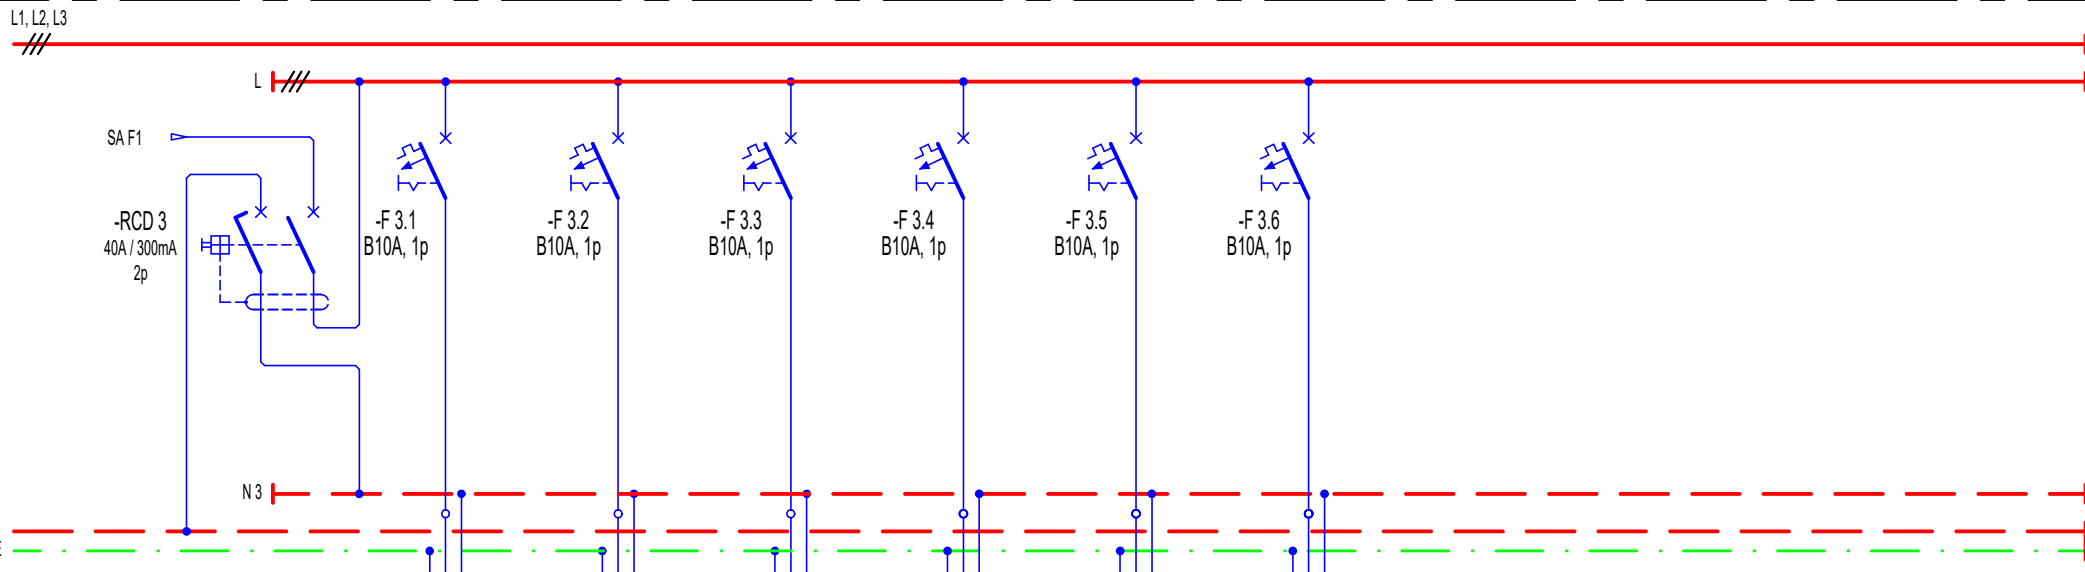 L1, L2, L3
L
SA F1
-RCD 3
40A / 300mA
2p
-F 3.1
B10A, 1p
-F 3.2
B10A, 1p
-F 3.3
B10A, 1p
-F 3.4
B10A, 1p
-F 3.5
B10A, 1p
-F 3.6
B10A, 1p
N 3